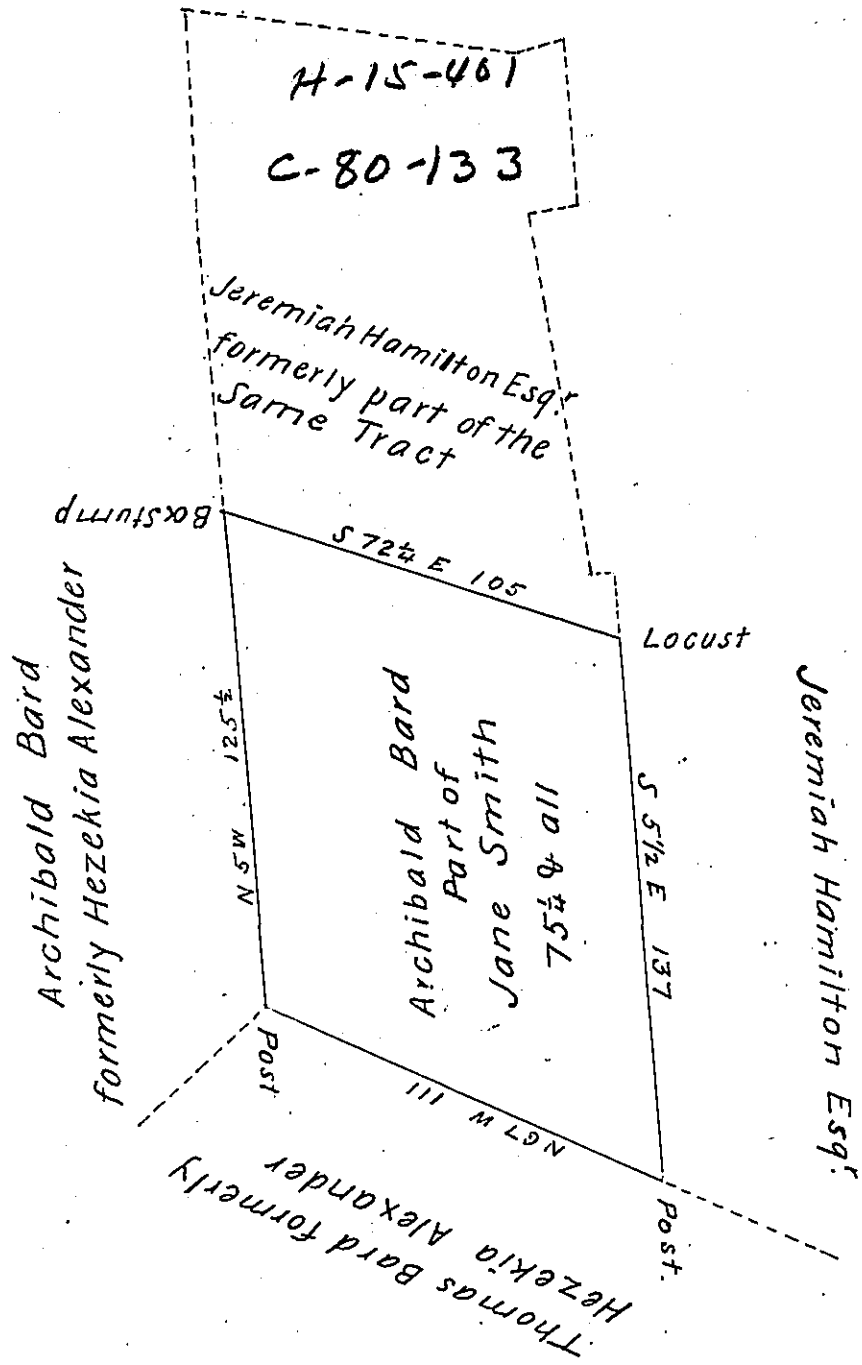 H-15-401
C-80-133
Jeremiah Hamilton Esq.r
formerly part of the
Same Tract
BoxStump
S 72¼ E 105
Locust
Archibald Bard
formerly Hezekia Alexander
N 5 W 125½
Archibald Bard
Part of
Jane Smith
75 & all
S 5½ E 137
Jeremiah Hamilton Esq.r
Post
N 67 W 111
Post.
Thomas Bard formerly
Hezekia Alexander